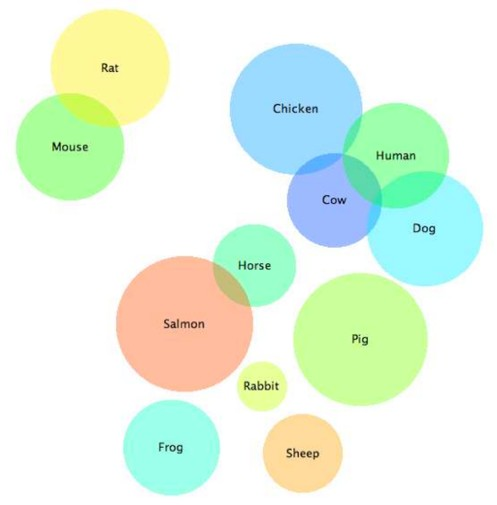 Rat
Chicken
Mouse
Human
Cow
Dog
Horse
Salmon
Pig
Rabbit
Frog
Sheep